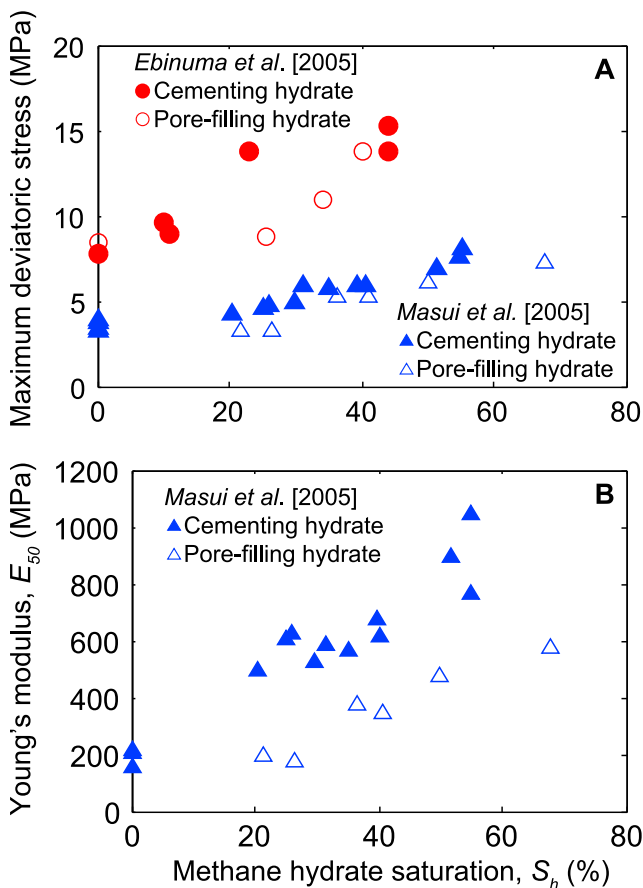 Maximum deviatoric stress (MPa)
20
15
10
5
0
A
Ebinuma et al. [2005]
Cementing hydrate
Pore-filling hydrate
Masui et al. [2005]
Cementing hydrate
Pore-filling hydrate
0
20
40
60
80
Young's modulus, E50 (MPa)
1200
1000
800
600
400
200
0
B
Masui et al. [2005]
Cementing hydrate
Pore-filling hydrate
0
20
40
60
80
Methane hydrate saturation, Sh (%)